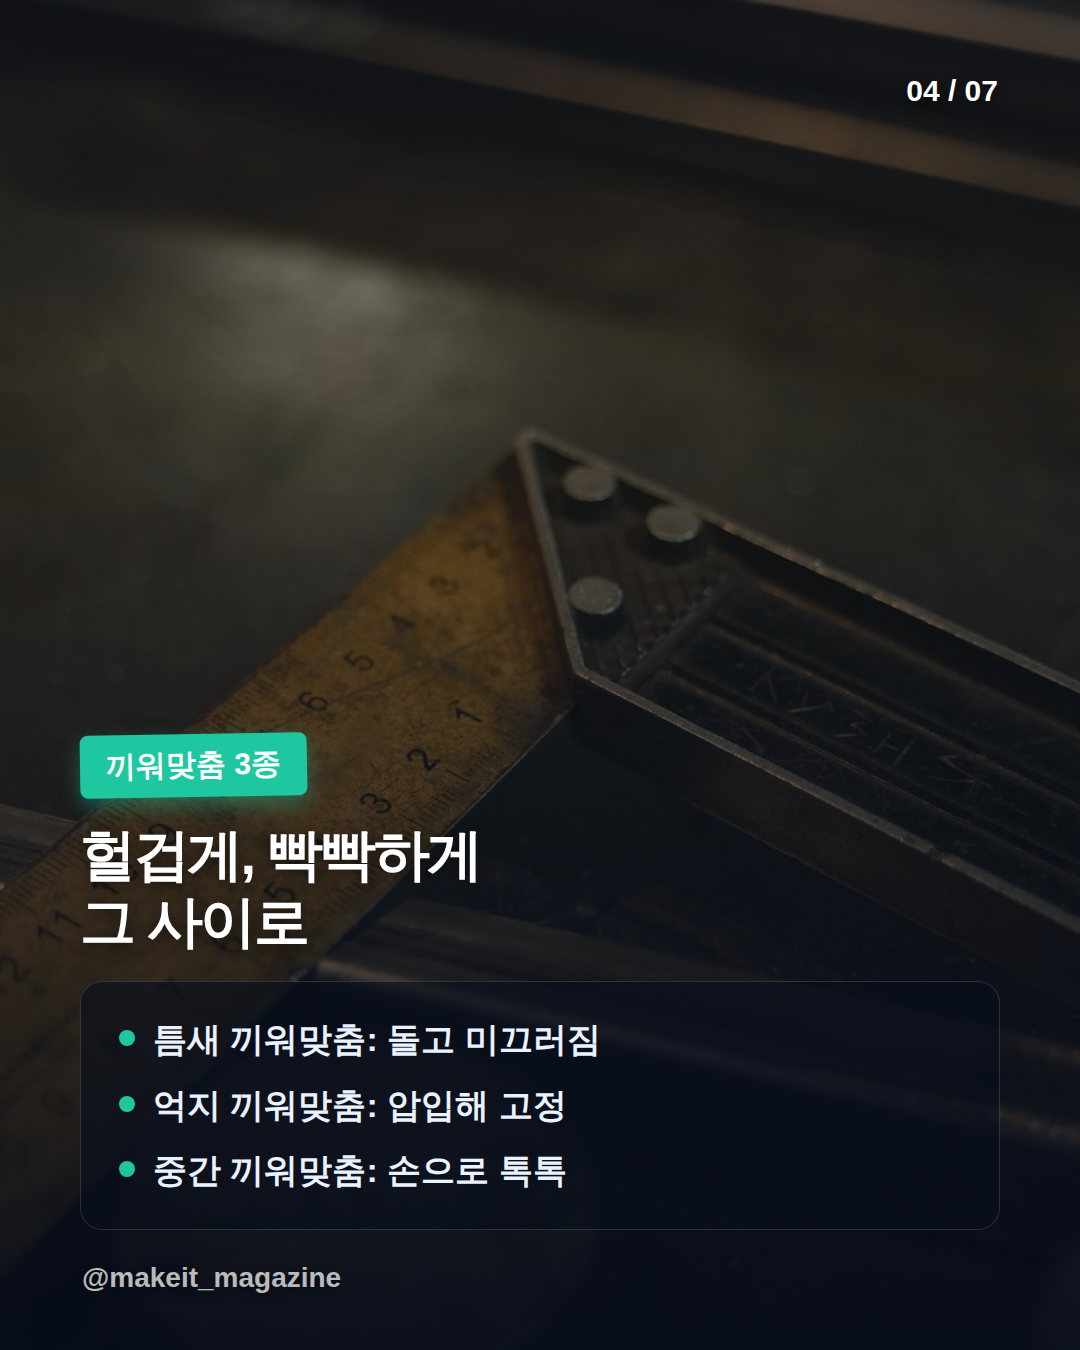 04 / 07
끼워맞춤 3종
헐겁게, 빡빡하게
그 사이로
틈새 끼워맞춤: 돌고 미끄러짐
억지 끼워맞춤: 압입해 고정
중간 끼워맞춤: 손으로 톡톡
@makeit_magazine